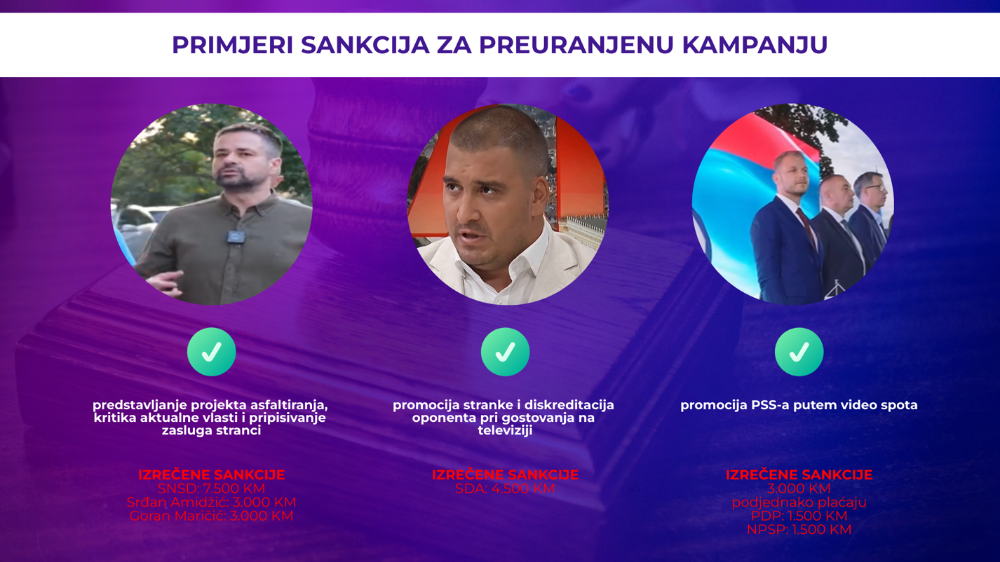 PRIMJERI SANKCIJA ZA PREURANJENU KAMPANJU
predstavljanje projekta asfaltiranja,
kritika aktualne vlasti i pripisivanje
zasluga stranci
IZREČENE SANKCIJE
SNSD: 7.500 KM
Srđan Amidžić: 3.000 KM
Goran Maričić: 3.000 KM
promocija stranke i diskreditacija
oponenta pri gostovanja na
televiziji
IZREČENE SANKCIJE
SDA: 4.500 KM
promocija PSS-a putem video spota
IZREČENE SANKCIJE
3.000 KM
podjednako plaćaju
PDP: 1.500 KM
NPSP: 1.500 KM